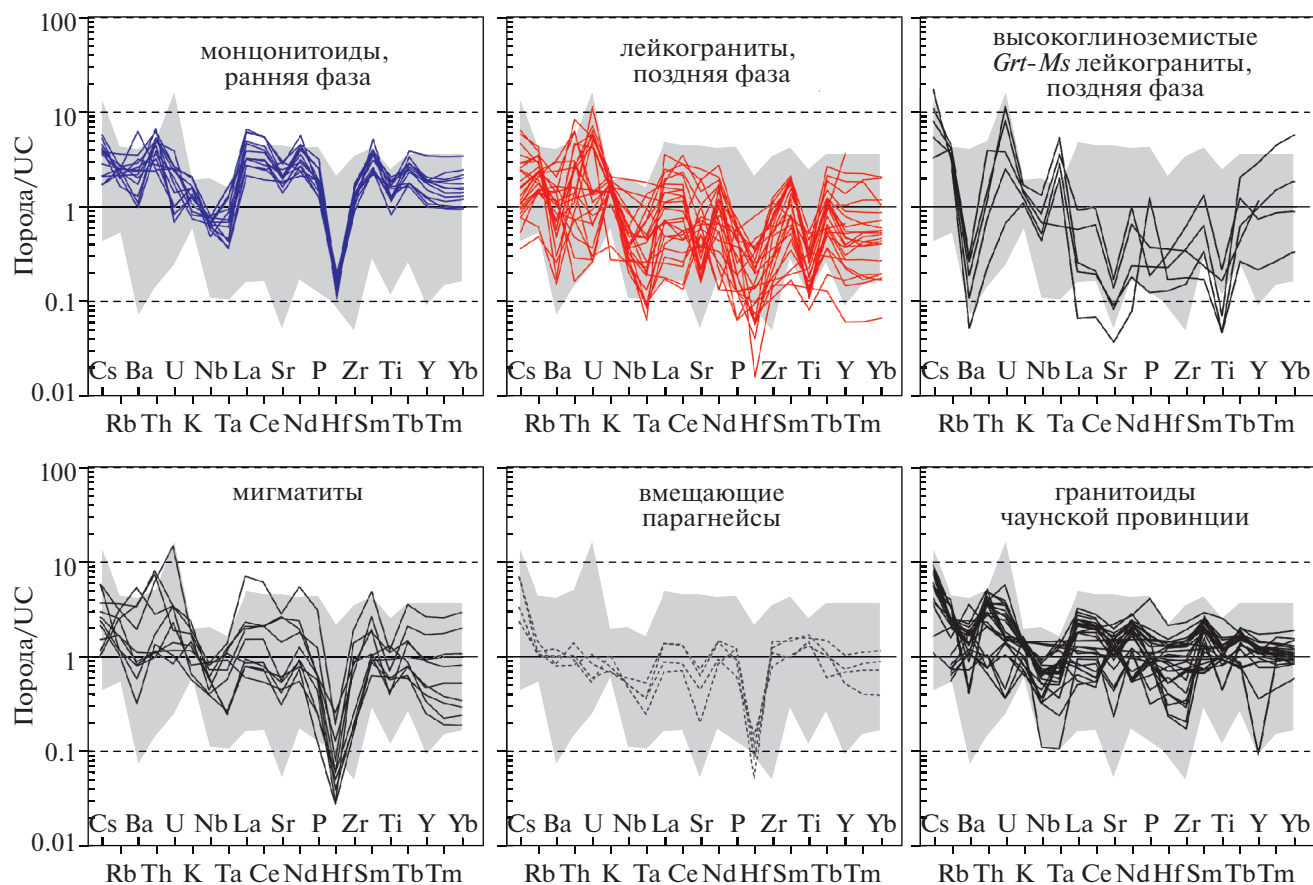 100
10
1
0.1
0.01
Порода/UC
монцонитоиды,
ранняя фаза
Cs Ba U Nb La Sr P Zr Ti Y Yb
Rb Th K Ta Ce Nd Hf Sm Tb Tm
лейкограниты,
поздняя фаза
Cs Ba U Nb La Sr P Zr Ti Y Yb
Rb Th K Ta Ce Nd Hf Sm Tb Tm
высокоглиноземистые
Grt-Ms лейкограниты,
поздняя фаза
Cs Ba U Nb La Sr P Zr Ti Y Yb
Rb Th K Ta Ce Nd Hf Sm Tb Tm
100
10
1
0.1
0.01
Порода/UC
мигматиты
Cs Ba U Nb La Sr P Zr Ti Y Yb
Rb Th K Ta Ce Nd Hf Sm Tb Tm
вмещающие
парагнейсы
Cs Ba U Nb La Sr P Zr Ti Y Yb
Rb Th K Ta Ce Nd Hf Sm Tb Tm
гранитоиды
чаунской провинции
Cs Ba U Nb La Sr P Zr Ti Y Yb
Rb Th K Ta Ce Nd Hf Sm Tb Tm